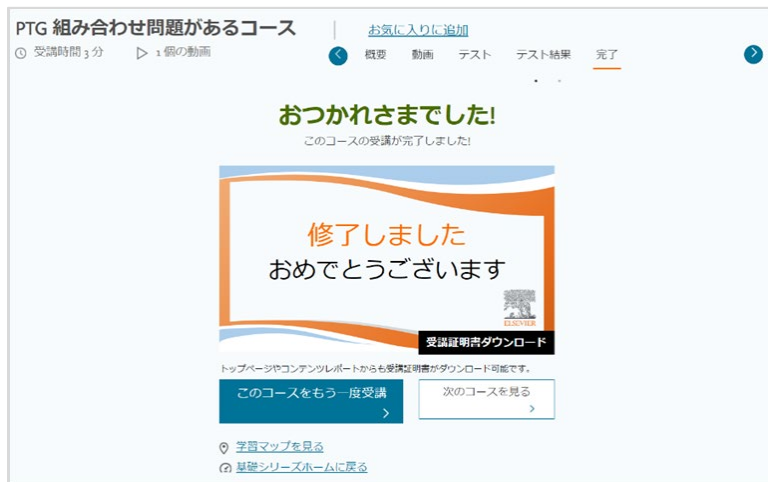 PTG 組み合わせ問題があるコース
お気に入りに追加
受講時間 3 分 1 個の動画
概要 動画 テスト テスト結果 完了
おつかれさまでした!
このコースの受講が完了しました!
修了しました
おめでとうございます
ELSEVIER
受講証明書ダウンロード
トップページやコンテンツレポートからも受講証明書がダウンロード可能です。
このコースをもう一度受講
次のコースを見る
学習マップを見る
基礎シリーズホームに戻る